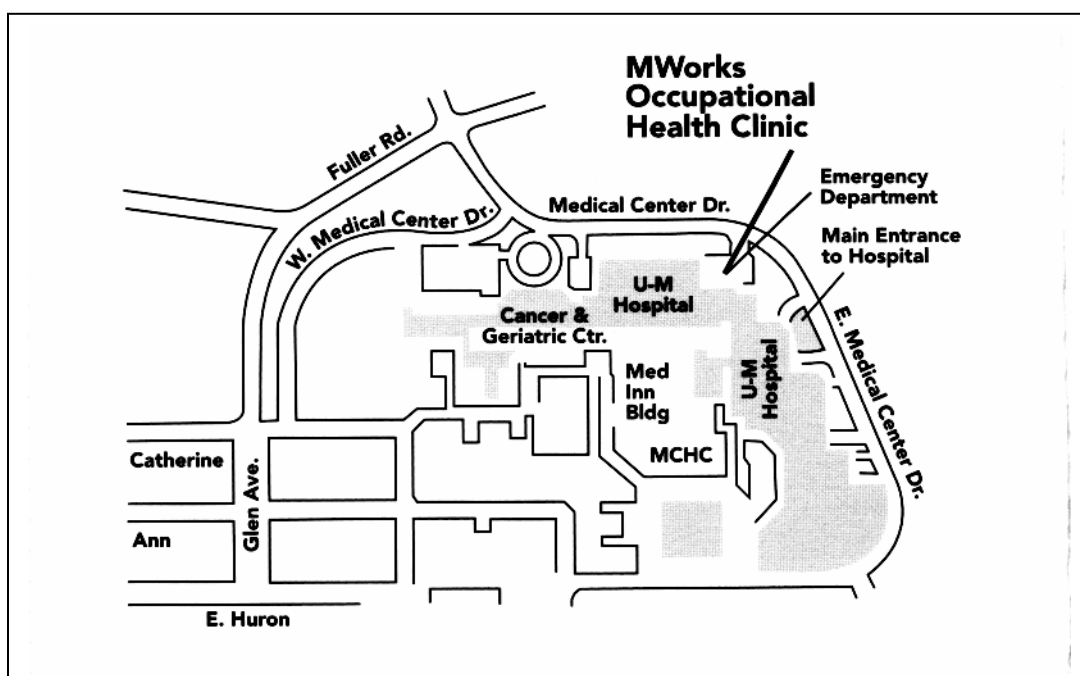 MWorks
Occupational
Health Clinic
Fuller Rd.
Emergency
Department
Medical Center Dr.
W. Medical Center Dr.
Main Entrance
to Hospital
U-M
Hospital
Cancer &
Geriatric Ctr.
E. Medical Center Dr.
U-M
Hospital
Med
Inn
Bldg
MCHC
Catherine
Glen Ave.
Ann
E. Huron